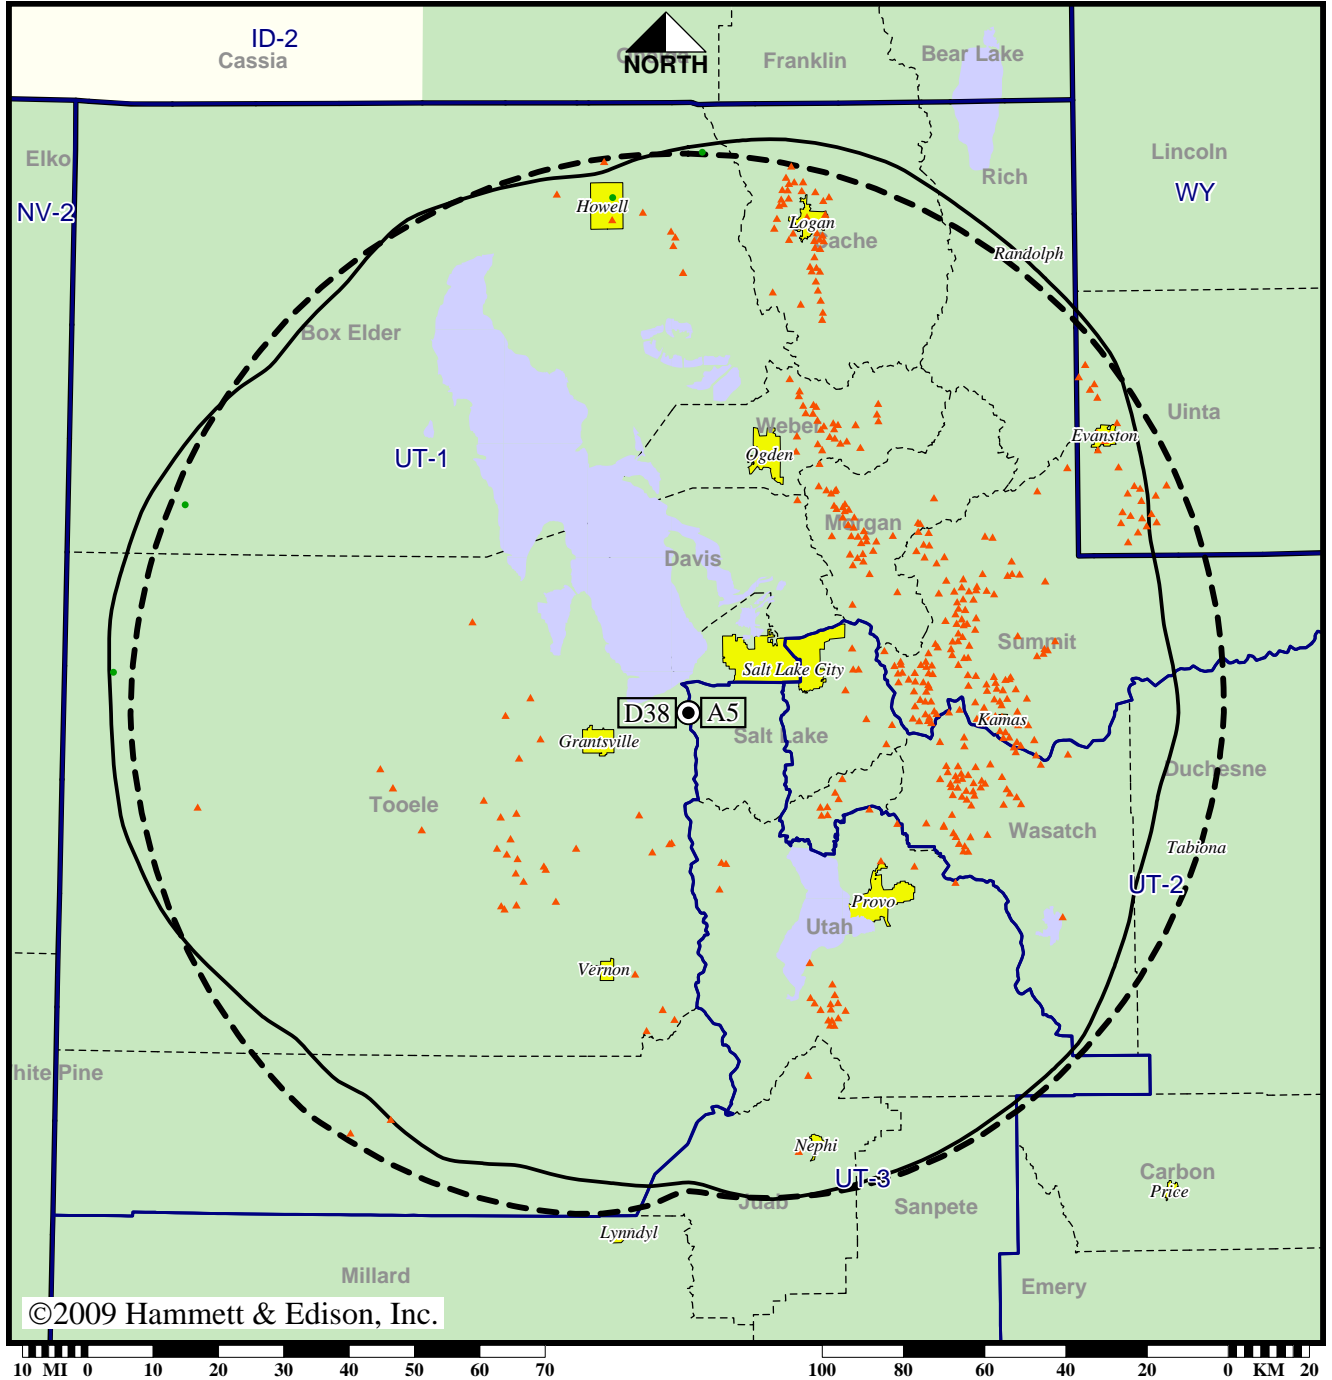 ID-2
Cassia
NORTH
Franklin
Bear Lake
Elko
Lincoln
Rich
WY
NV-2
Howell
Logan
Cache
Randolph
Box Elder
Uinta
Weber
Evanston
UT-1
Ogden
Morgan
Davis
Summit
Salt Lake City
D38
A5
Kamas
Grantsville
Salt Lake
Duchesne
Tooele
Wasatch
Tabiona
UT-2
Provo
Utah
Vernon
hite Pine
Nephi
UT-3
Carbon
Price
Juab
Sanpete
Lynndyl
Millard
Emery
©2009 Hammett & Edison, Inc.
10 MI 0 10 20 30 40 50 60 70 100 80 60 40 20 0 KM 20